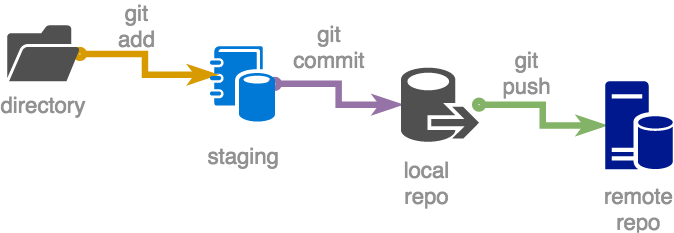 git
add
directory
git
commit
staging
git
push
local
repo
remote
repo